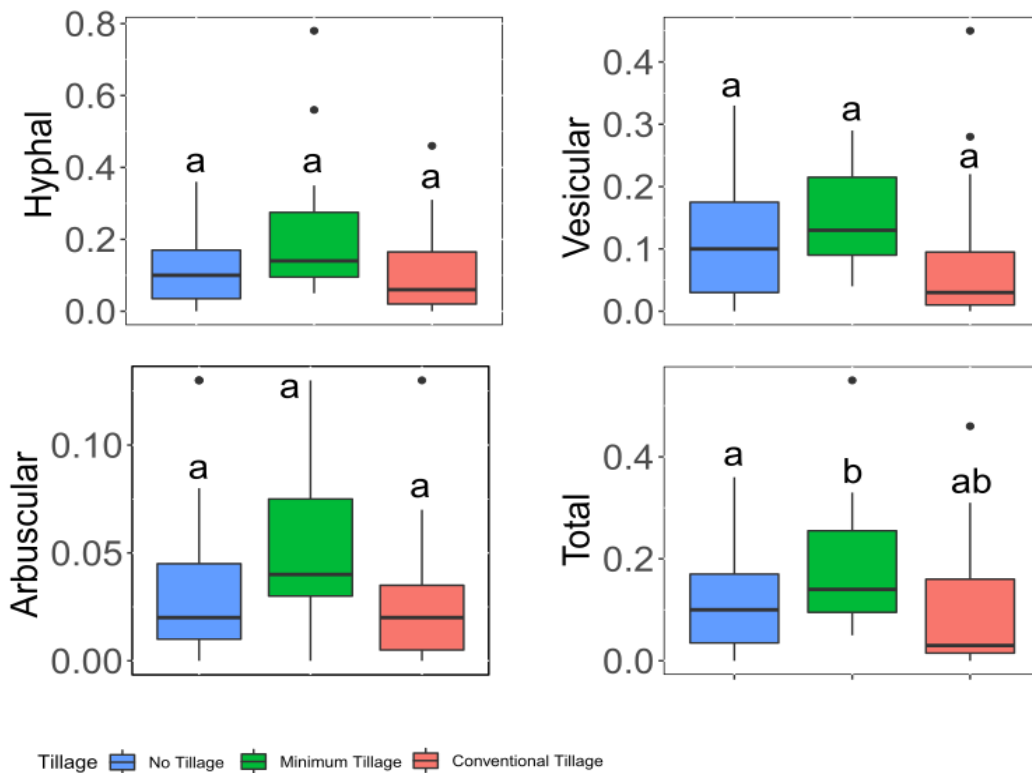 Hyphal
0.8
0.6
0.4
0.2
0.0
a a a
Vesicular
0.4
0.3
0.2
0.1
0.0
a a a
Arbuscular
0.10
0.05
0.00
a a a
Total
0.4
0.2
0.0
a b ab
Tillage No Tillage Minimum Tillage Conventional Tillage